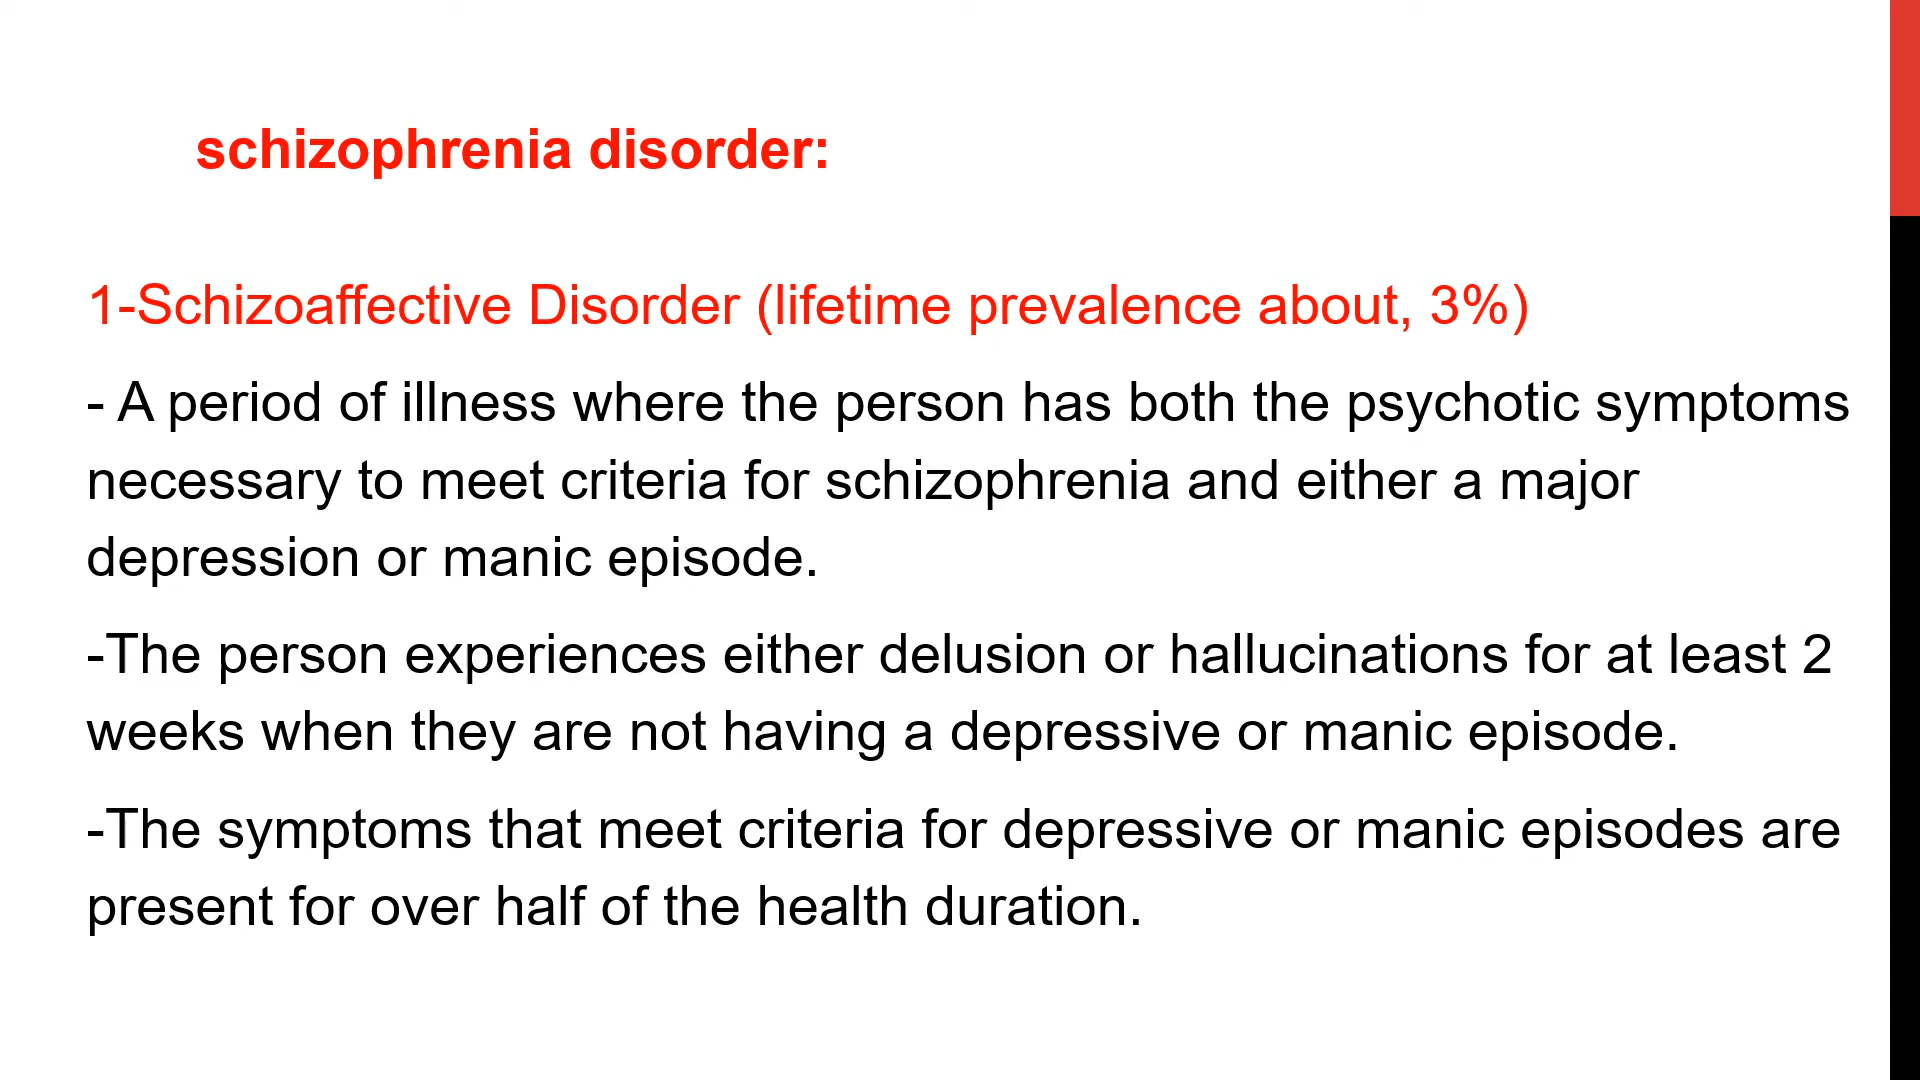 schizophrenia disorder:
1-Schizoaffective Disorder (lifetime prevalence about, 3%)
- A period of illness where the person has both the psychotic symptoms
necessary to meet criteria for schizophrenia and either a major
depression or manic episode.
-The person experiences either delusion or hallucinations for at least 2
weeks when they are not having a depressive or manic episode.
-The symptoms that meet criteria for depressive or manic episodes are
present for over half of the health duration.